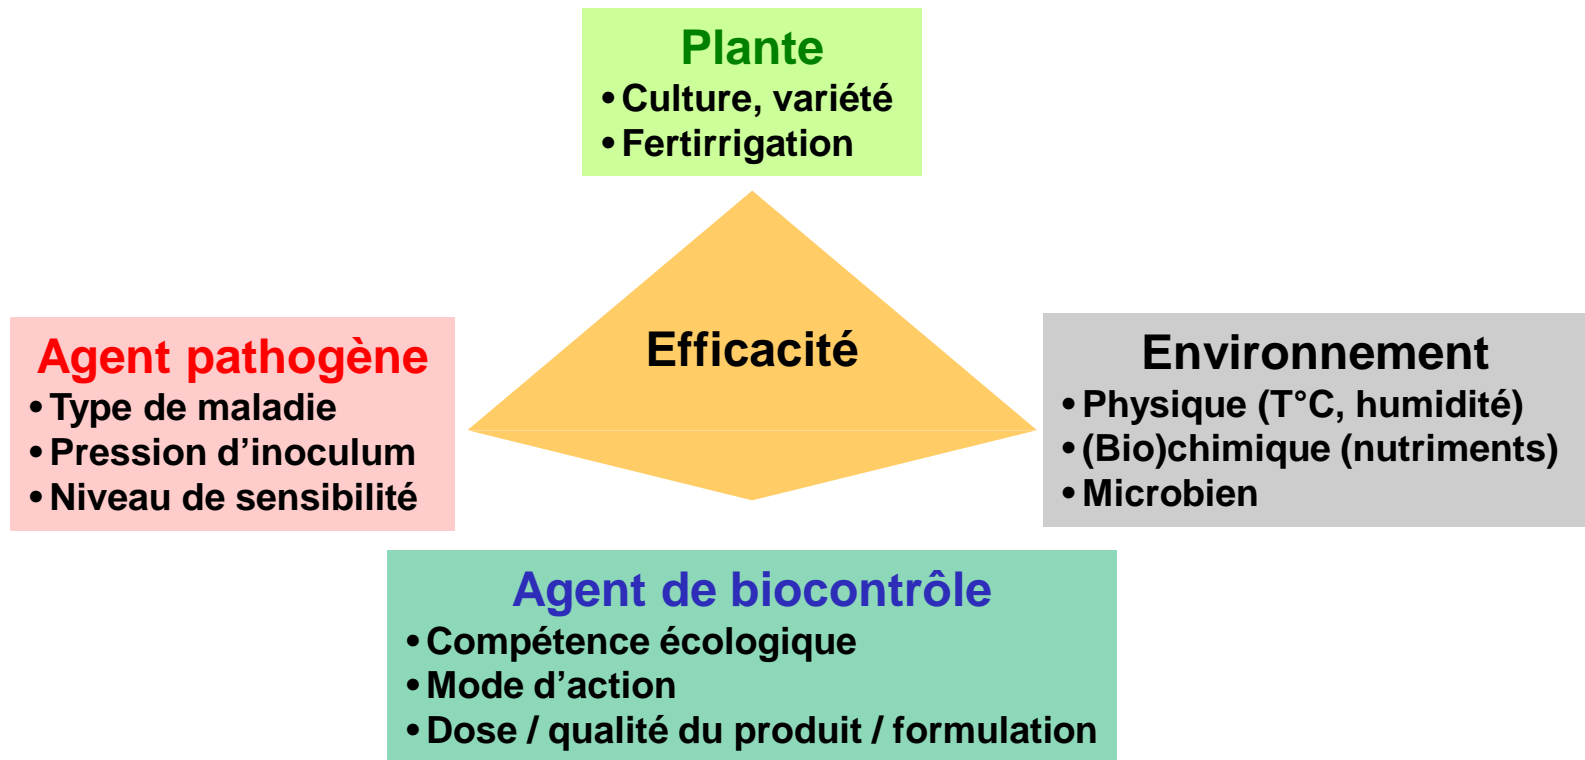 Plante
• Culture, variété
• Fertirrigation
Efficacité
Agent pathogène
• Type de maladie
• Pression d’inoculum
• Niveau de sensibilité
Environnement
• Physique (T°C, humidité)
• (Bio)chimique (nutriments)
• Microbien
Agent de biocontrôle
• Compétence écologique
• Mode d’action
• Dose / qualité du produit / formulation